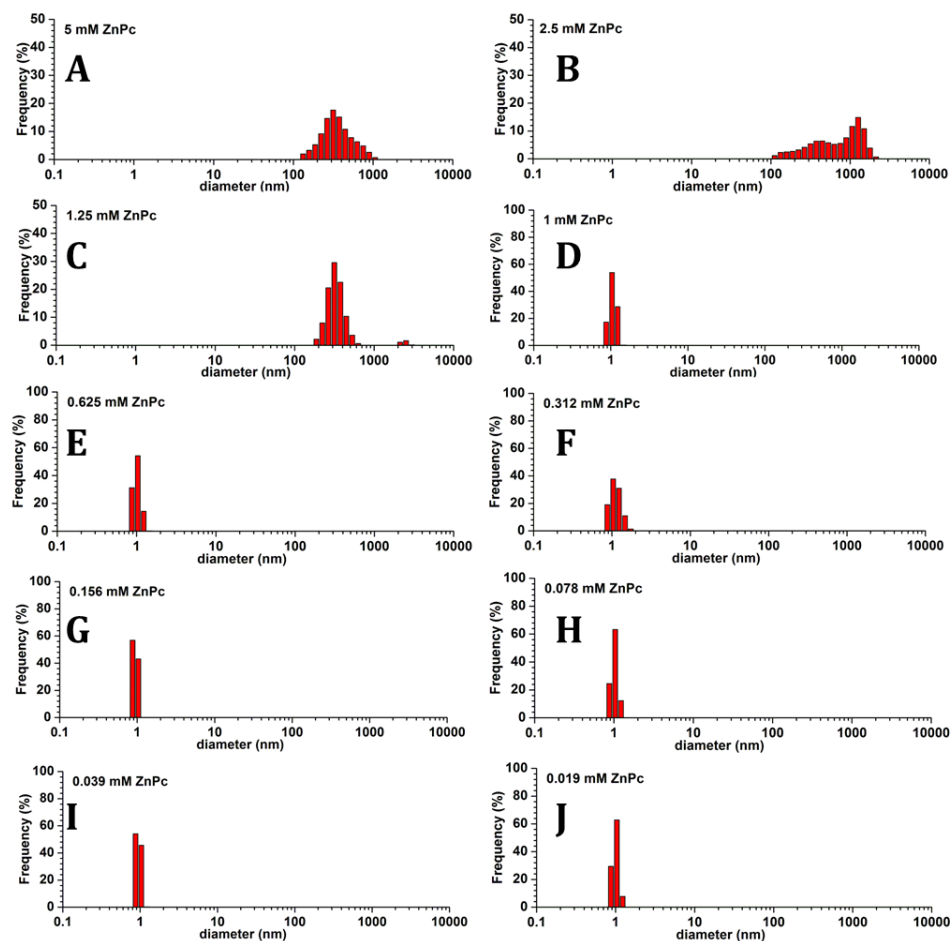 5 mM ZnPc
A
Frequency (%)
50
40
30
20
10
0
0.1 1 10 100 1000 10000
diameter (nm)
2.5 mM ZnPc
B
Frequency (%)
50
40
30
20
10
0
0.1 1 10 100 1000 10000
diameter (nm)
1.25 mM ZnPc
C
Frequency (%)
50
40
30
20
10
0
0.1 1 10 100 1000 10000
diameter (nm)
1 mM ZnPc
D
Frequency (%)
100
80
60
40
20
0
0.1 1 10 100 1000 10000
diameter (nm)
0.625 mM ZnPc
E
Frequency (%)
100
80
60
40
20
0
0.1 1 10 100 1000 10000
diameter (nm)
0.312 mM ZnPc
F
Frequency (%)
100
80
60
40
20
0
0.1 1 10 100 1000 10000
diameter (nm)
0.156 mM ZnPc
G
Frequency (%)
100
80
60
40
20
0
0.1 1 10 100 1000 10000
diameter (nm)
0.078 mM ZnPc
H
Frequency (%)
100
80
60
40
20
0
0.1 1 10 100 1000 10000
diameter (nm)
0.039 mM ZnPc
I
Frequency (%)
100
80
60
40
20
0
0.1 1 10 100 1000 10000
diameter (nm)
0.019 mM ZnPc
J
Frequency (%)
100
80
60
40
20
0
0.1 1 10 100 1000 10000
diameter (nm)